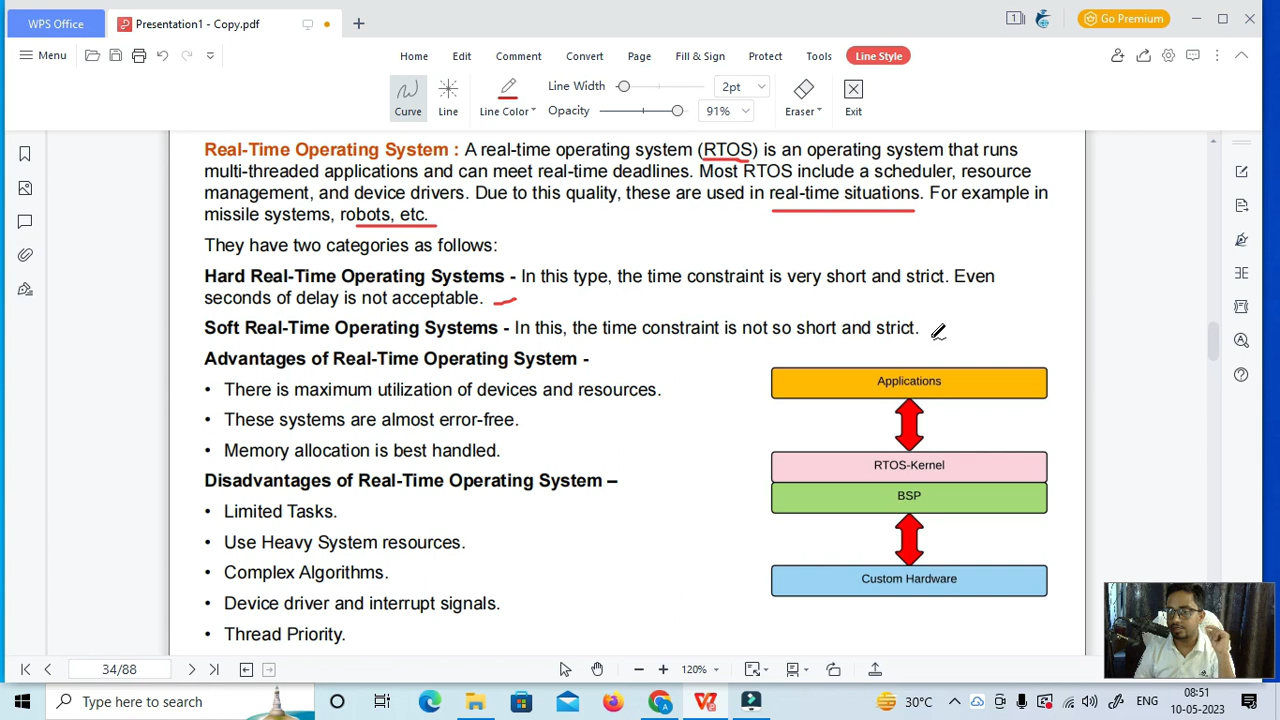 WPS Office
Presentation1 - Copy.pdf
1
Go Premium
Menu
Home Edit Comment Convert Page Fill & Sign Protect Tools Line Style
Curve
Line
Line Color
Line Width 2pt
Opacity 91%
Eraser
Exit
Real-Time Operating System : A real-time operating system (RTOS) is an operating system that runs
multi-threaded applications and can meet real-time deadlines. Most RTOS include a scheduler, resource
management, and device drivers. Due to this quality, these are used in real-time situations. For example in
missile systems, robots, etc.
They have two categories as follows:
Hard Real-Time Operating Systems - In this type, the time constraint is very short and strict. Even
seconds of delay is not acceptable.
Soft Real-Time Operating Systems - In this, the time constraint is not so short and strict.
Advantages of Real-Time Operating System -
• There is maximum utilization of devices and resources.
• These systems are almost error-free.
• Memory allocation is best handled.
Disadvantages of Real-Time Operating System –
• Limited Tasks.
• Use Heavy System resources.
• Complex Algorithms.
• Device driver and interrupt signals.
• Thread Priority.
Applications
RTOS-Kernel
BSP
Custom Hardware
34/88
120%
Type here to search
30°C
ENG
08:51
10-05-2023